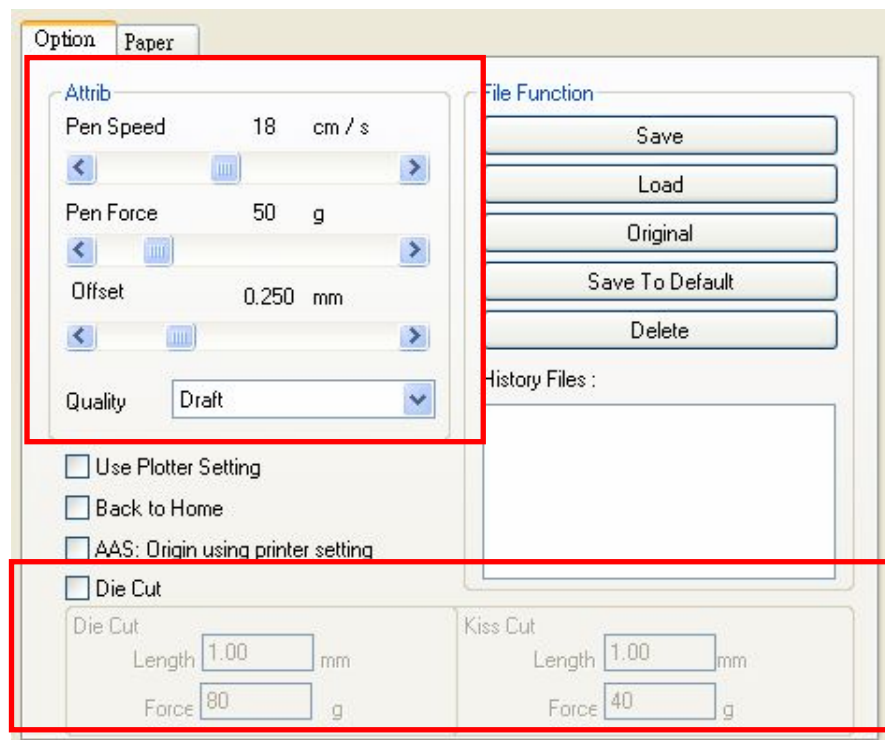 Option Paper
Attrib
Pen Speed 18 cm / s
Pen Force 50 g
Offset 0.250 mm
Quality Draft
File Function
Save
Load
Original
Save To Default
Delete
History Files :
Use Plotter Setting
Back to Home
AAS: Origin using printer setting
Die Cut
Die Cut
Length 1.00 mm
Force 80 g
Kiss Cut
Length 1.00 mm
Force 40 g